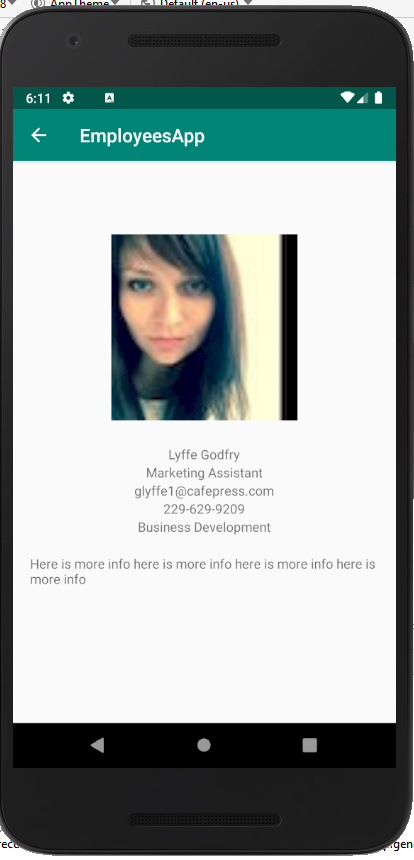 AppTheme
Default (en-us)
6:11
A
EmployeesApp
Lyffe Godfry
Marketing Assistant
glyffe1@cafepress.com
229-629-9209
Business Development
Here is more info here is more info here is more info here is
more info